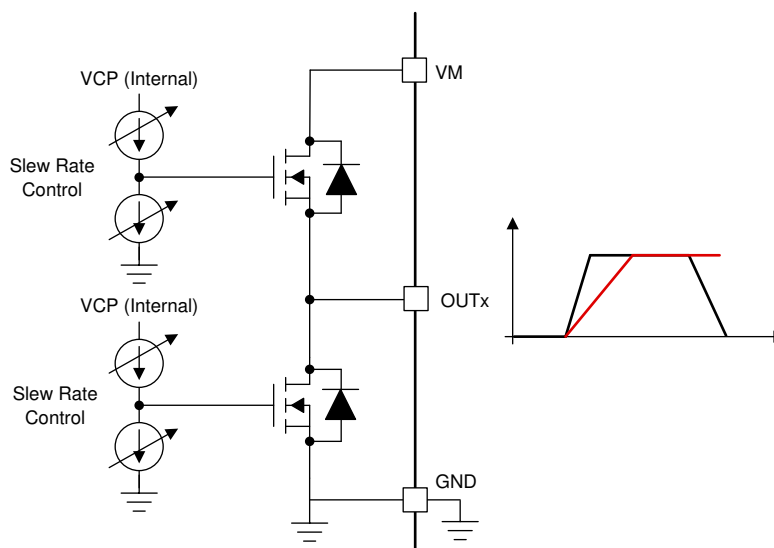 VM
VCP (Internal)
Slew Rate
Control
OUTx
VCP (Internal)
Slew Rate
Control
GND